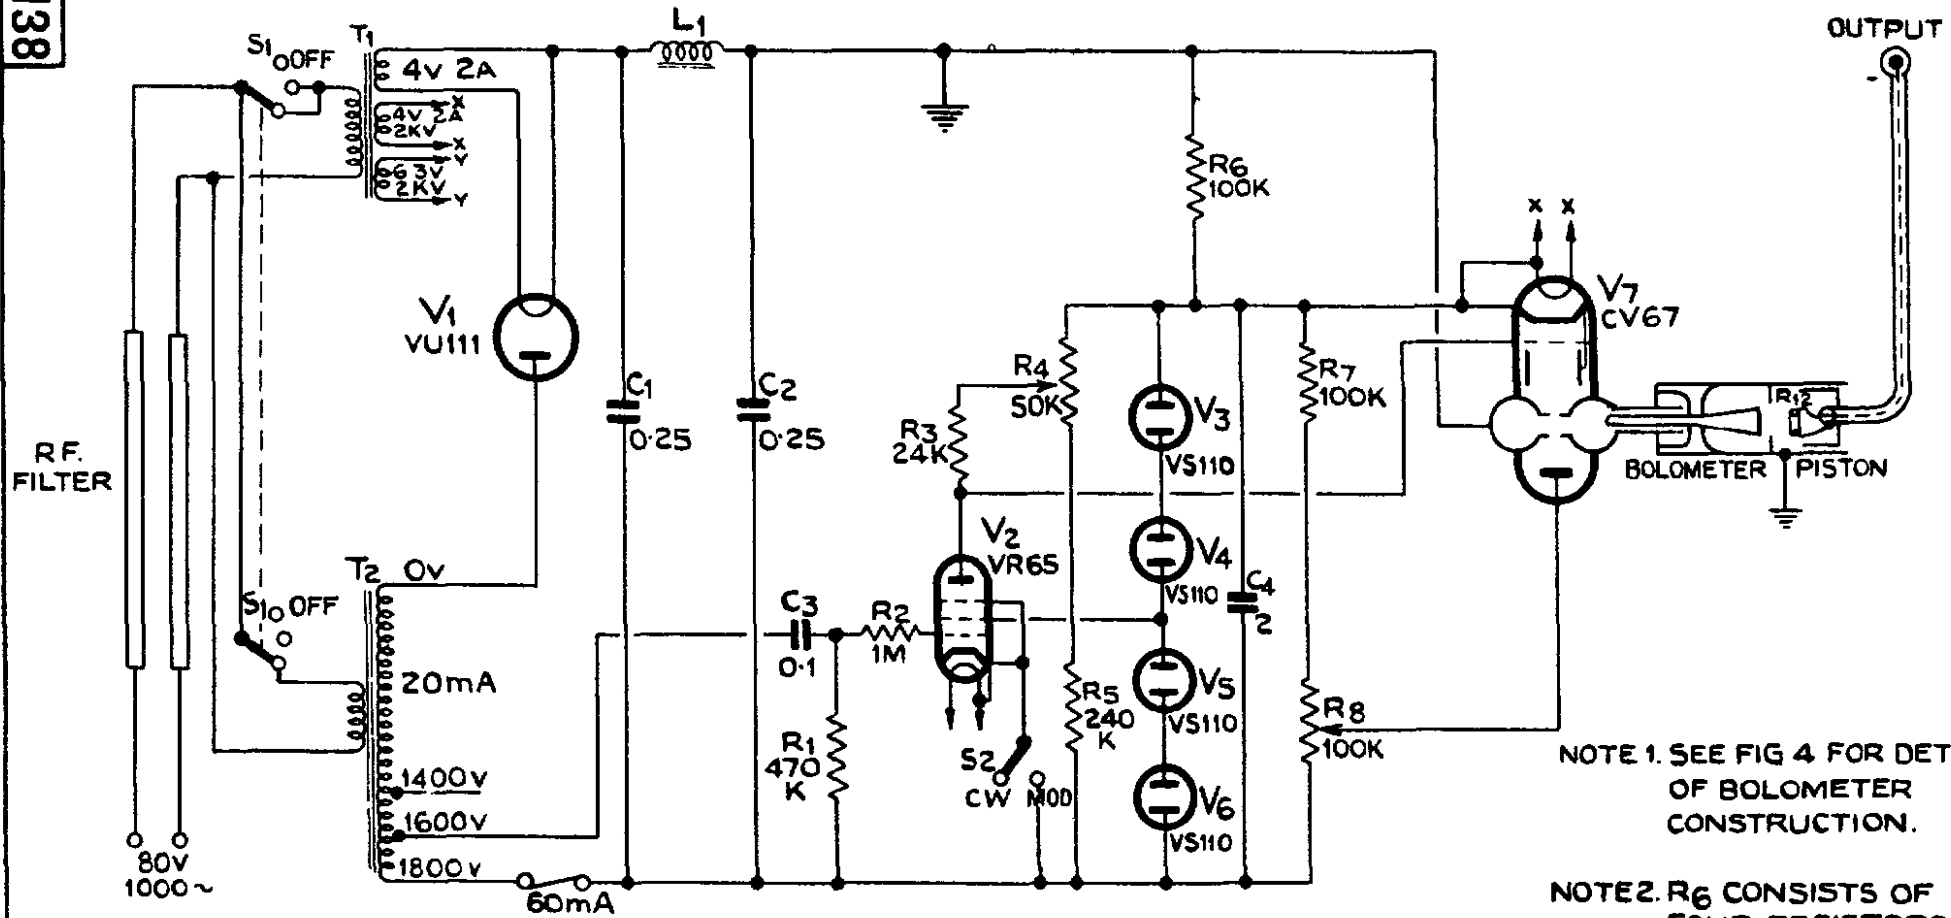 38
S1 OFF
T1
4V 2A
X
4V 2A
2KV
X
Y
6 3V
2KV
Y
L1
OUTPUT
R6
100K
X X
V7
CV67
V1
VU111
C1
0·25
C2
0·25
R4
50K
R3
24K
V3
VS110
R7
100K
R12
BOLOMETER
PISTON
R.F.
FILTER
V2
VR65
V4
VS110
C4
2
T2
0V
S1 OFF
C3
0·1
R2
1M
20mA
R1
470
K
R5
240
K
V5
VS110
R8
100K
S2
CW MOD
V6
VS110
1400V
1600V
1800V
60mA
80V
1000~
NOTE 1. SEE FIG 4 FOR DET
OF BOLOMETER
CONSTRUCTION.
NOTE 2. R6 CONSISTS OF